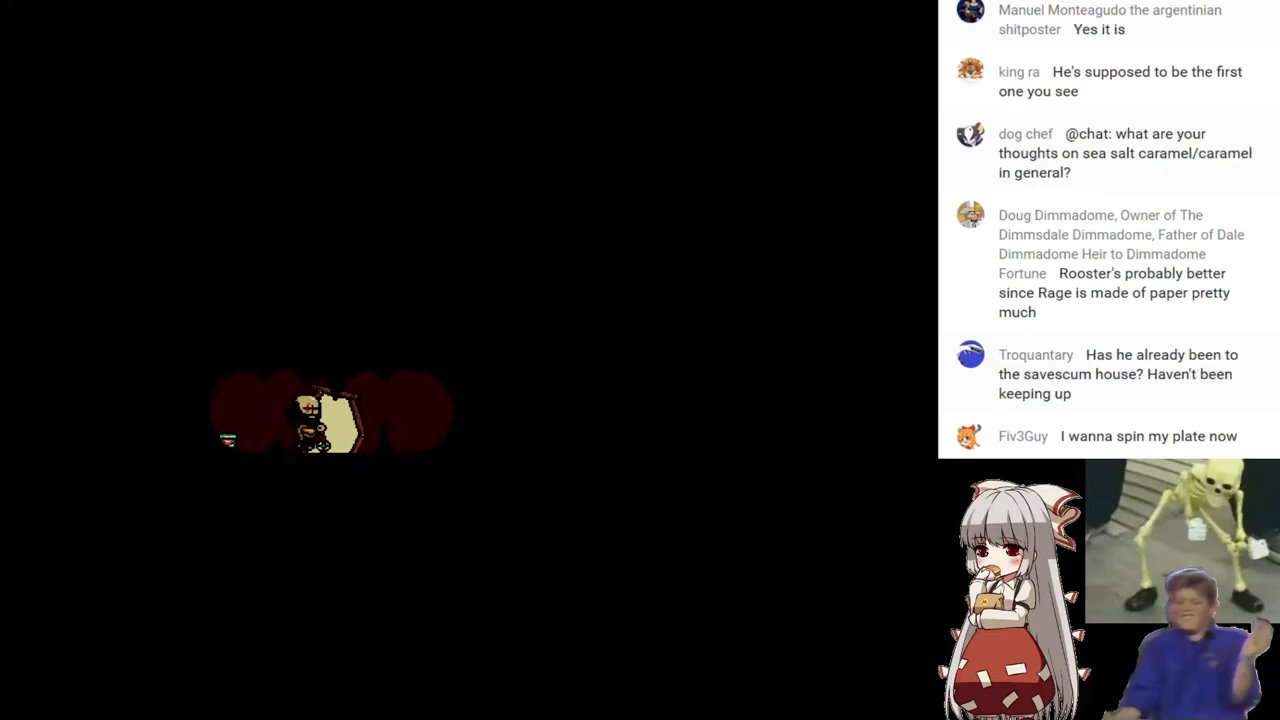 Manuel Monteagudo the argentinian
shitposter Yes it is
king ra He's supposed to be the first
one you see
dog chef @chat: what are your
thoughts on sea salt caramel/caramel
in general?
Doug Dimmadome, Owner of The
Dimmsdale Dimmadome, Father of Dale
Dimmadome Heir to Dimmadome
Fortune Rooster's probably better
since Rage is made of paper pretty
much
Troquantary Has he already been to
the savescum house? Haven't been
keeping up
Fiv3Guy I wanna spin my plate now